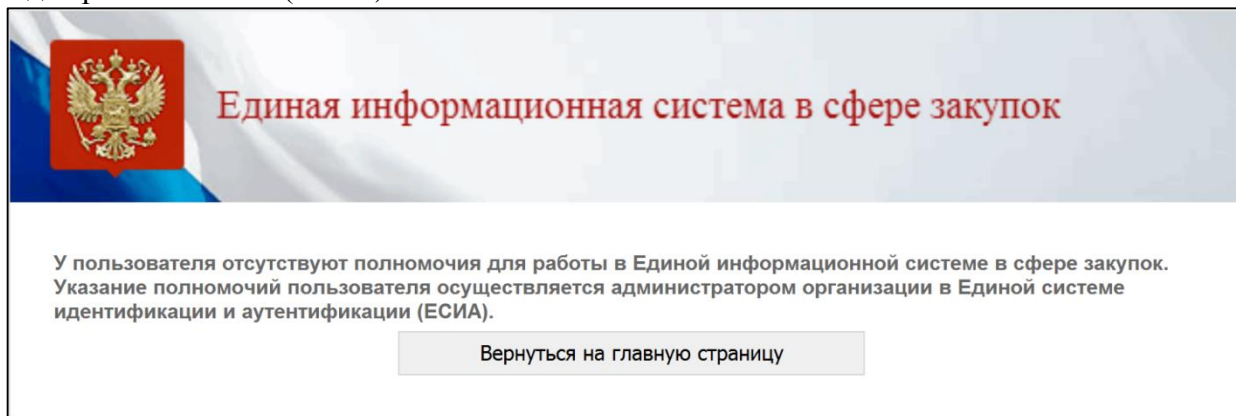 Единая информационная система в сфере закупок
У пользователя отсутствуют полномочия для работы в Единой информационной системе в сфере закупок.
Указание полномочий пользователя осуществляется администратором организации в Единой системе
идентификации и аутентификации (ЕСИА).
Вернуться на главную страницу